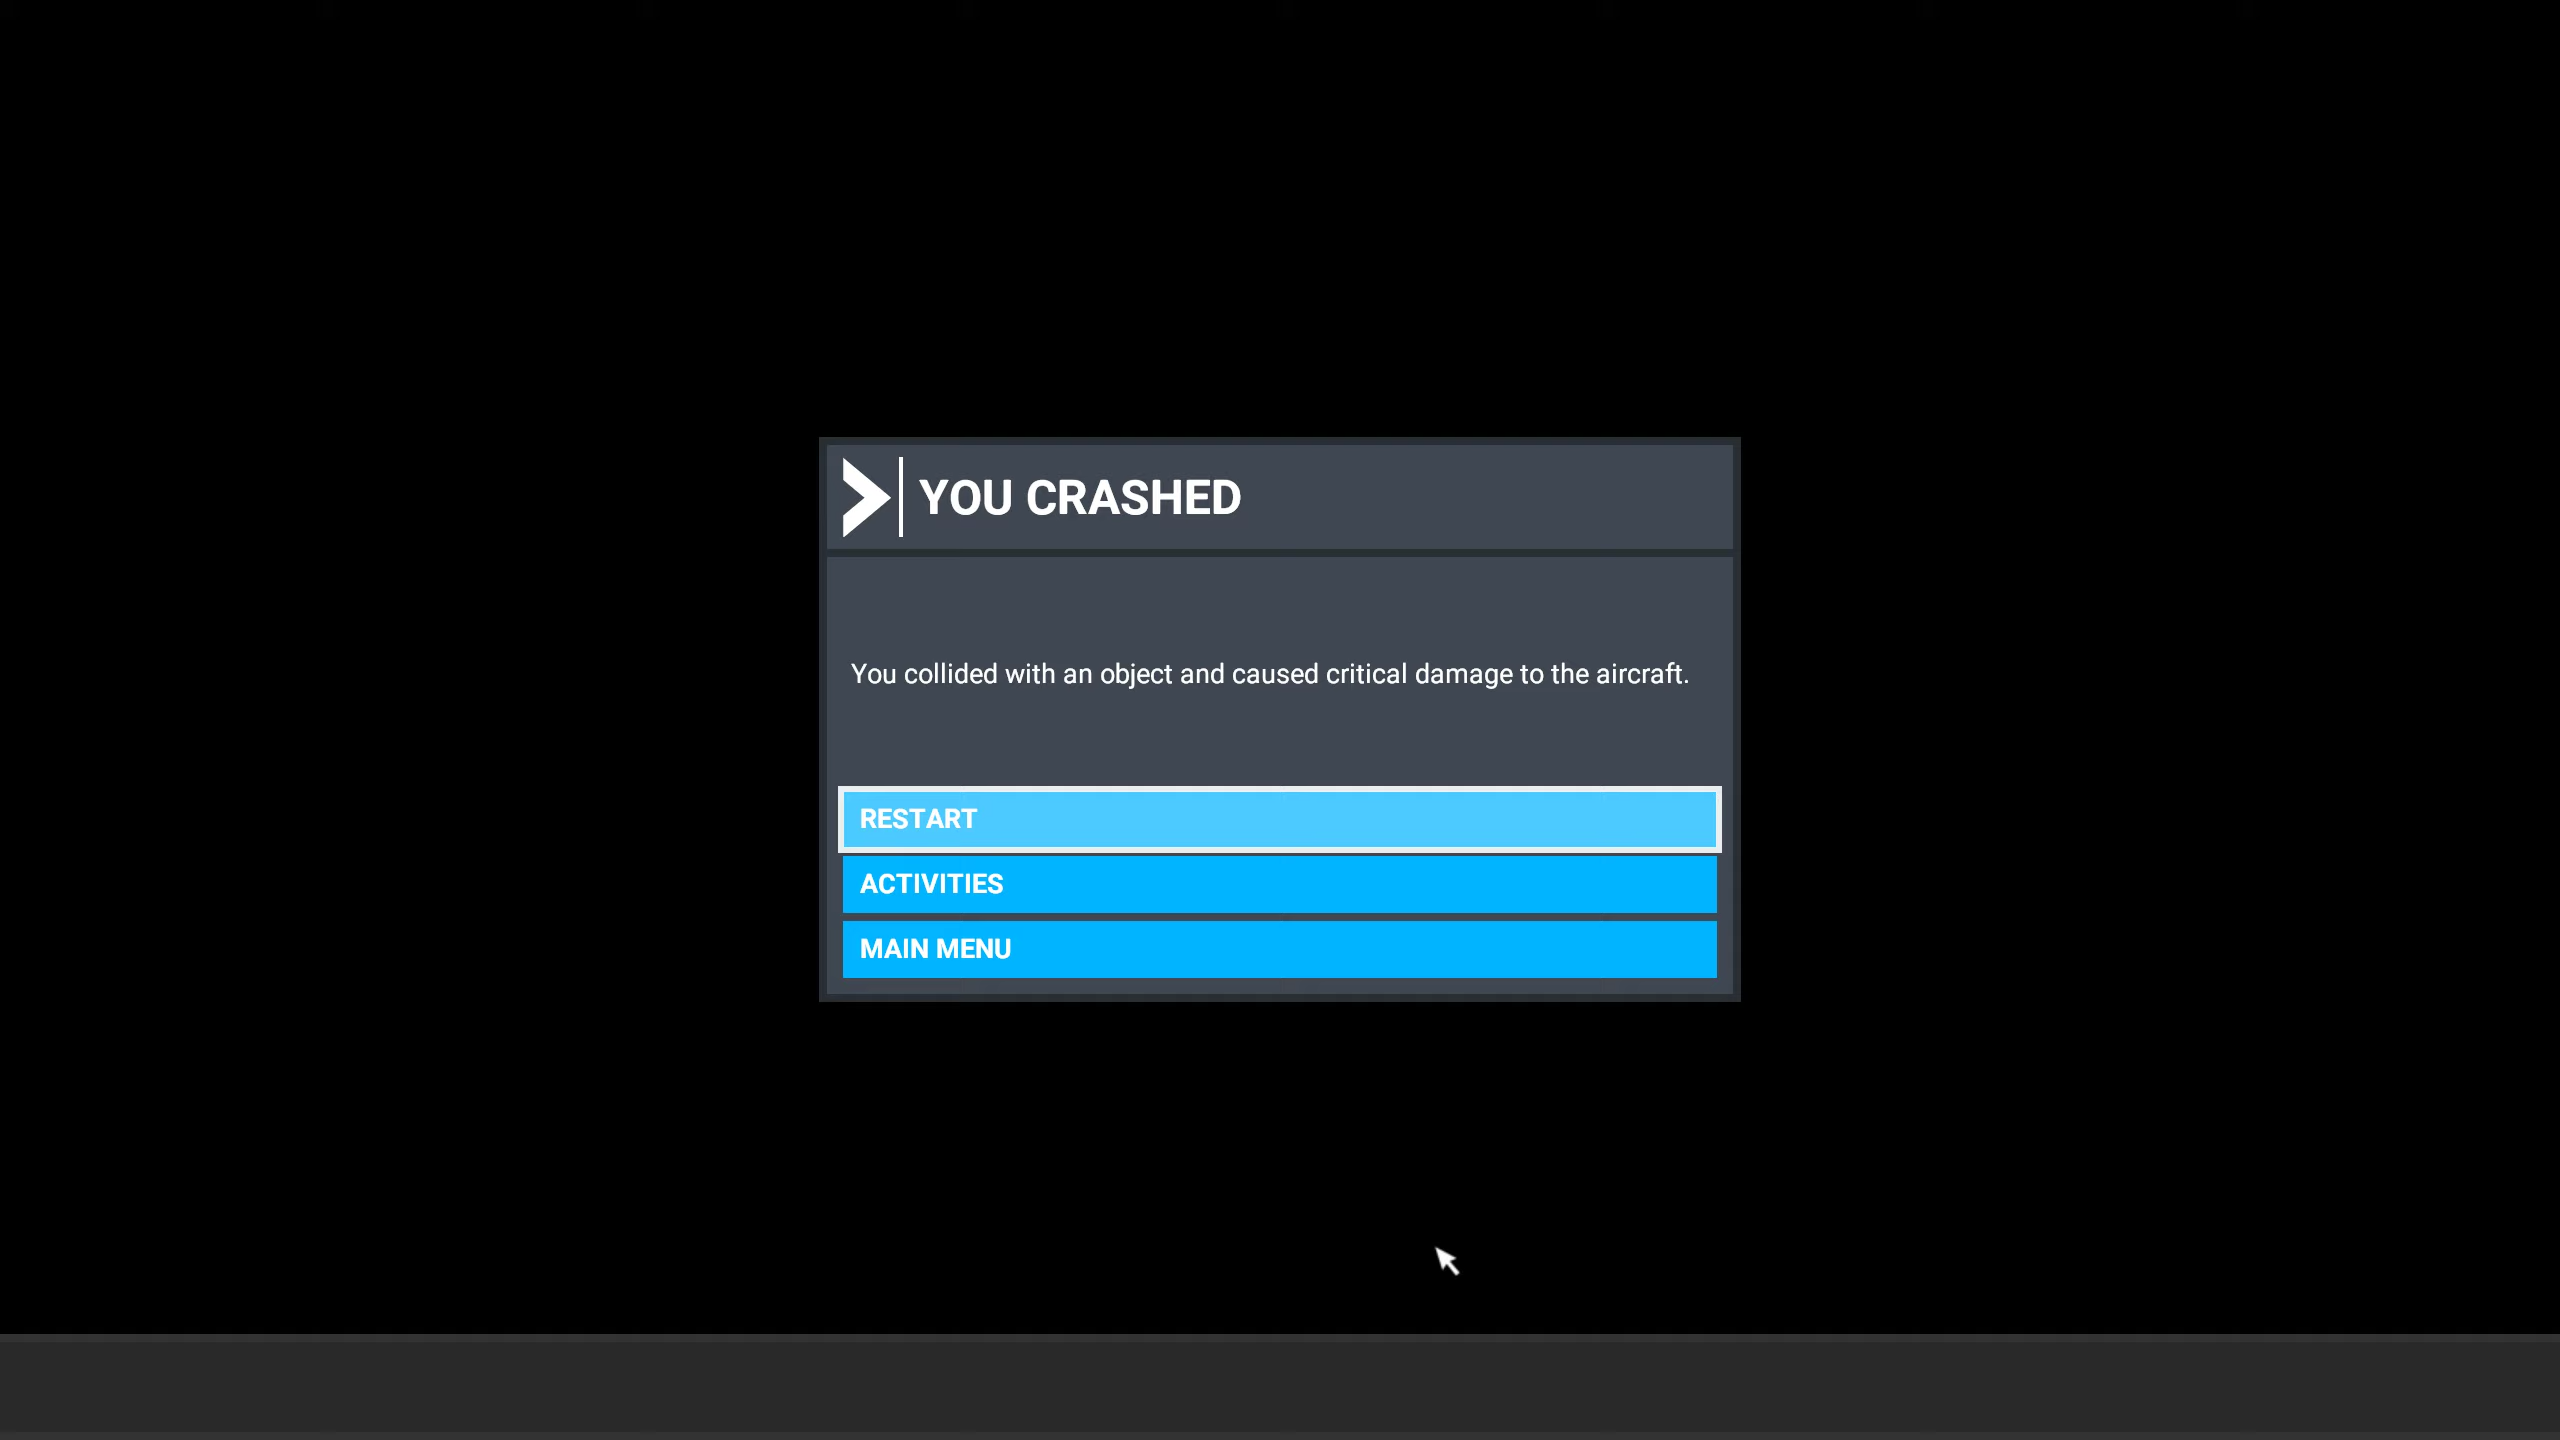 YOU CRASHED
You collided with an object and caused critical damage to the aircraft.
RESTART
ACTIVITIES
MAIN MENU